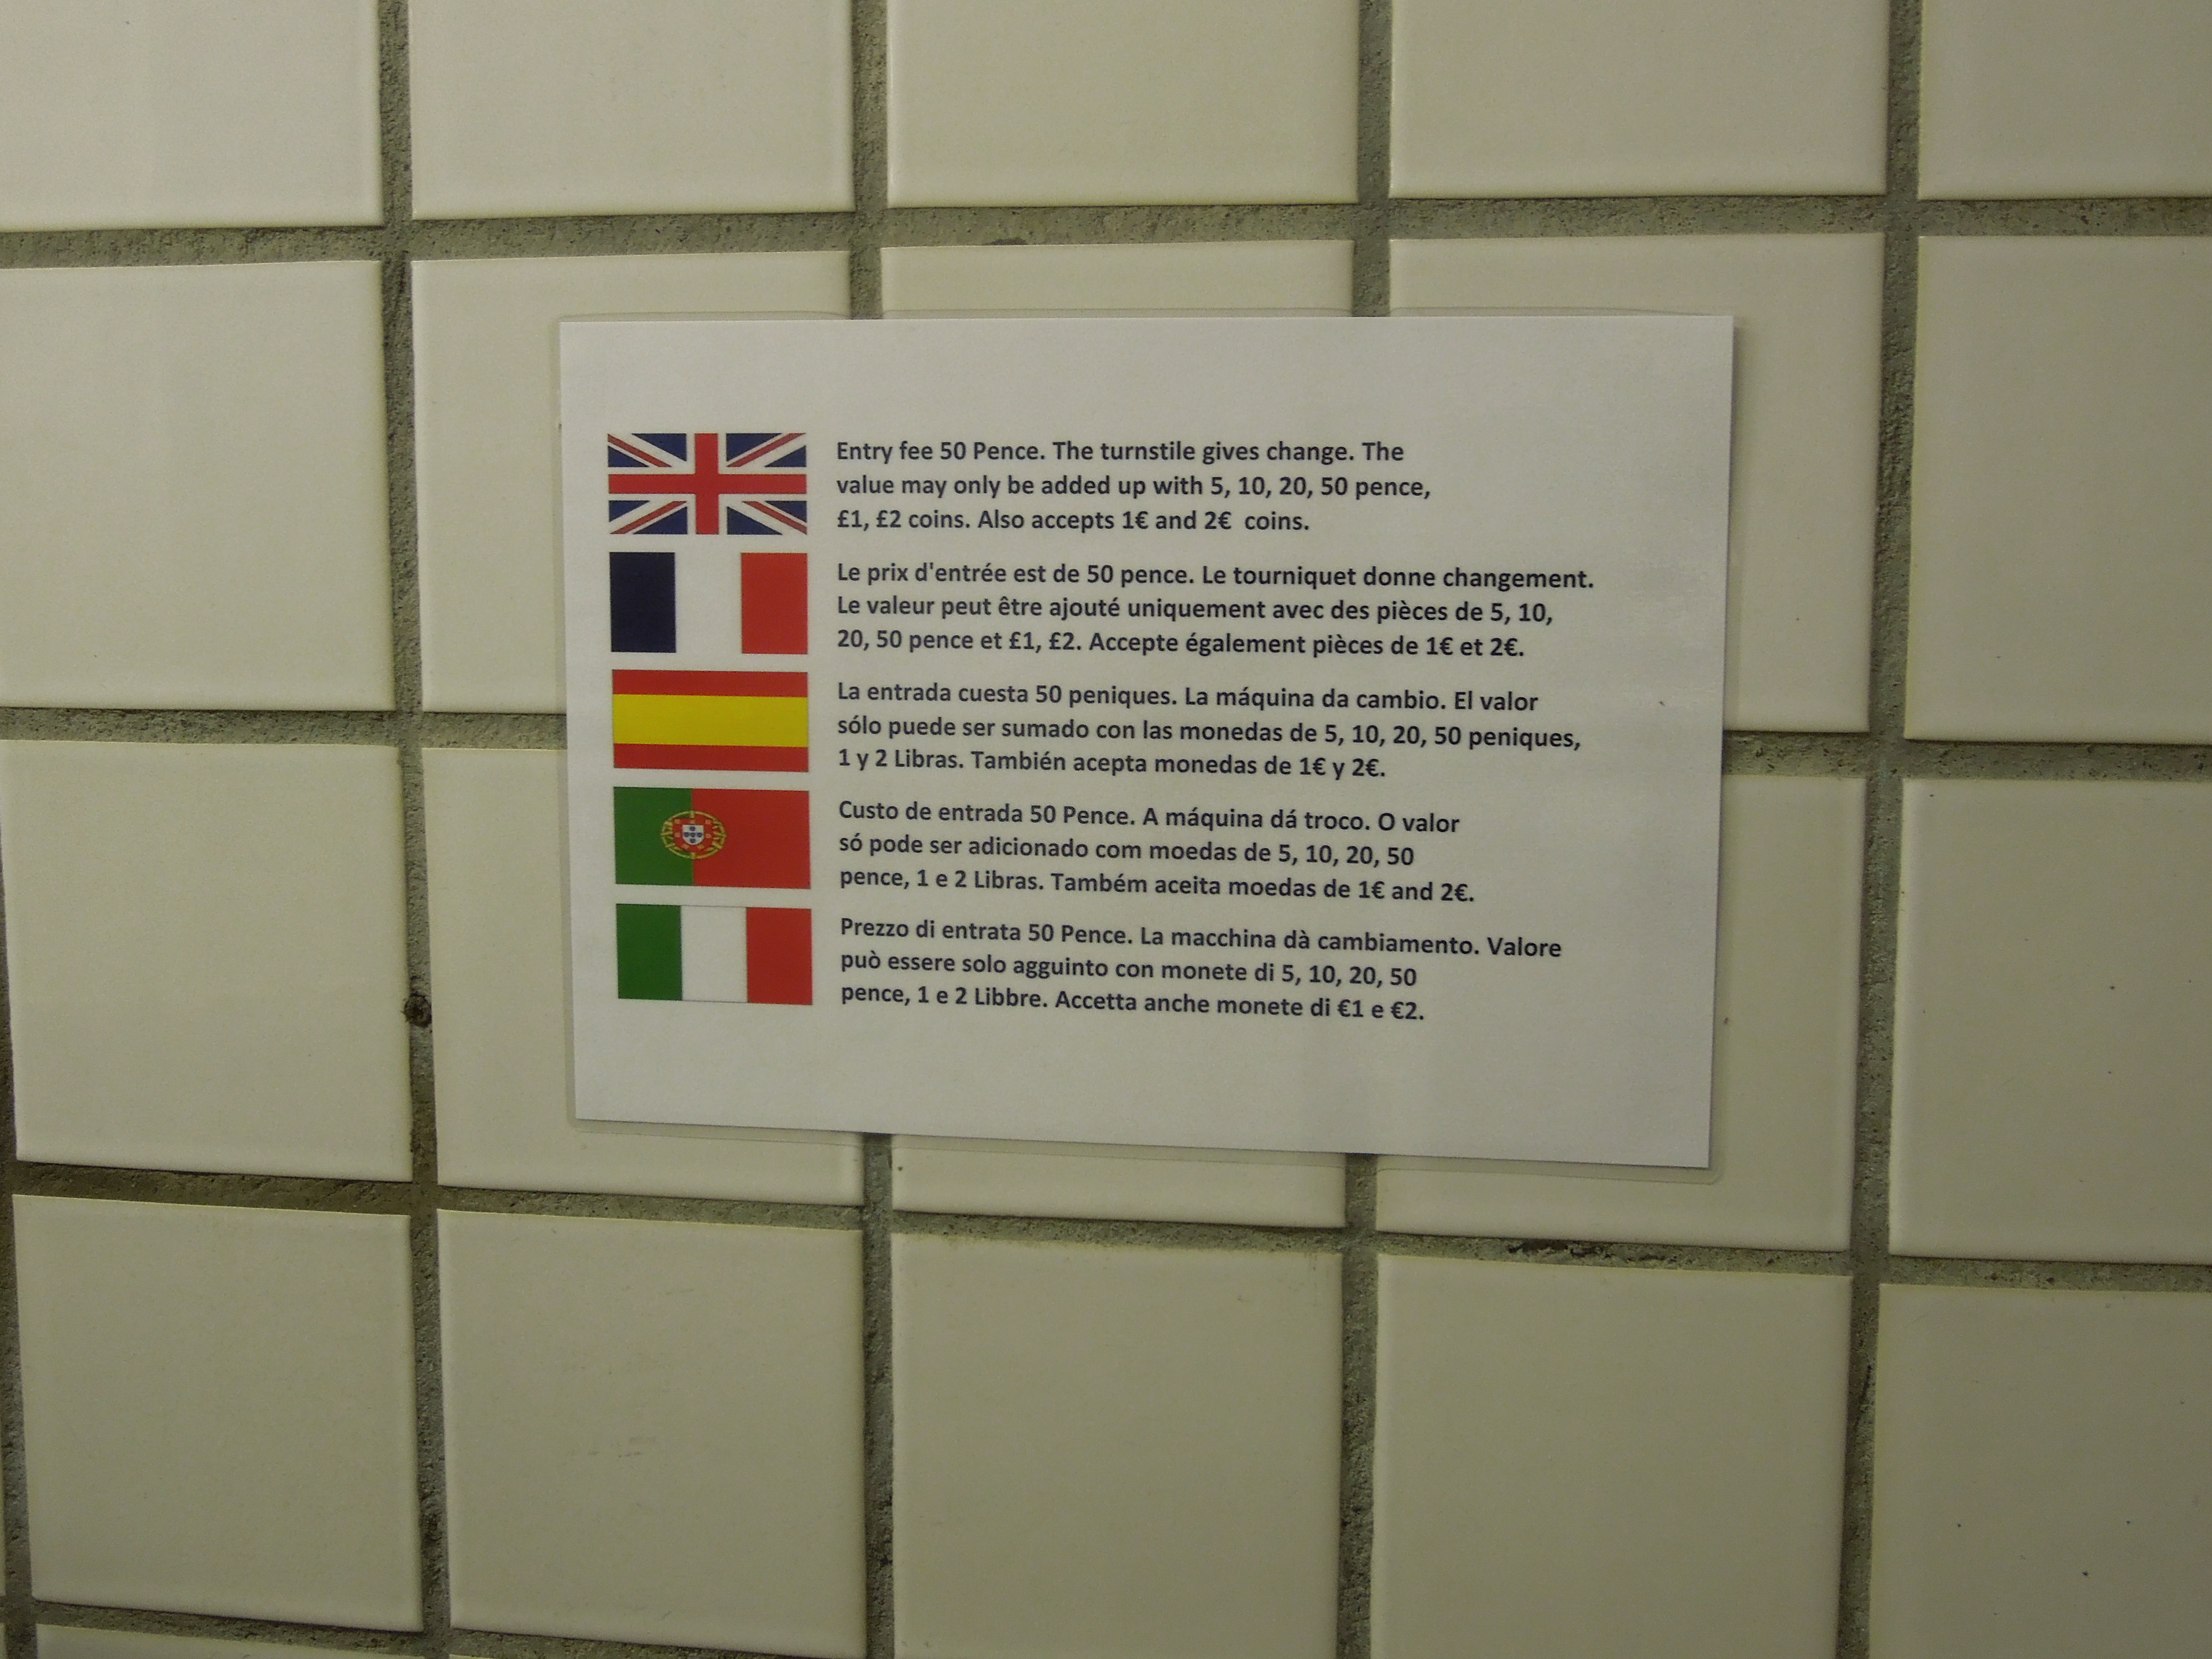 Entry fee 50 Pence. The turnstile gives change. The
value may only be added up with 5, 10, 20, 50 pence,
£1, £2 coins. Also accepts 1€ and 2€ coins.
Le prix d'entrée est de 50 pence. Le tourniquet donne changement.
Le valeur peut être ajouté uniquement avec des pièces de 5, 10,
20, 50 pence et £1, £2. Accepte également pièces de 1€ et 2€.
La entrada cuesta 50 peniques. La máquina da cambio. El valor
sólo puede ser sumado con las monedas de 5, 10, 20, 50 peniques,
1 y 2 Libras. También acepta monedas de 1€ y 2€.
Custo de entrada 50 Pence. A máquina dá troco. O valor
só pode ser adicionado com moedas de 5, 10, 20, 50
pence, 1 e 2 Libras. Também aceita moedas de 1€ and 2€.
Prezzo di entrata 50 Pence. La macchina dà cambiamento. Valore
può essere solo agguinto con monete di 5, 10, 20, 50
pence, 1 e 2 Libbre. Accetta anche monete di €1 e €2.